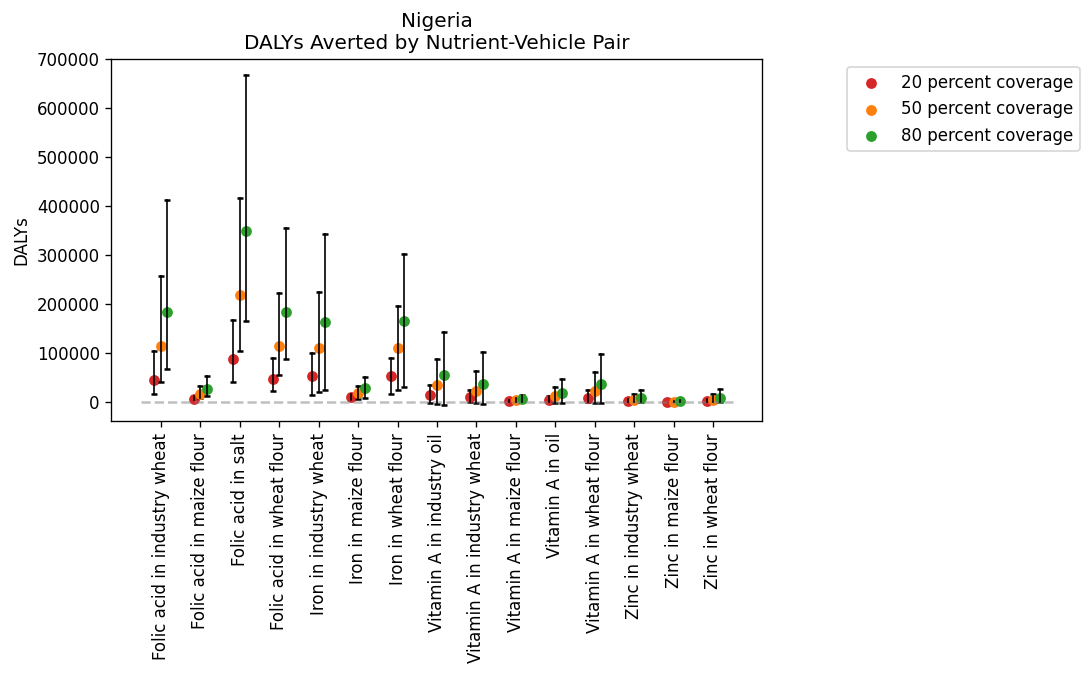 Nigeria
DALYs Averted by Nutrient-Vehicle Pair
700000
600000
500000
400000
300000
200000
100000
0
DALYs
20 percent coverage
50 percent coverage
80 percent coverage
Folic acid in industry wheat
Folic acid in maize flour
Folic acid in salt
Folic acid in wheat flour
Iron in industry wheat
Iron in maize flour
Iron in wheat flour
Vitamin A in industry oil
Vitamin A in industry wheat
Vitamin A in maize flour
Vitamin A in oil
Vitamin A in wheat flour
Zinc in industry wheat
Zinc in maize flour
Zinc in wheat flour